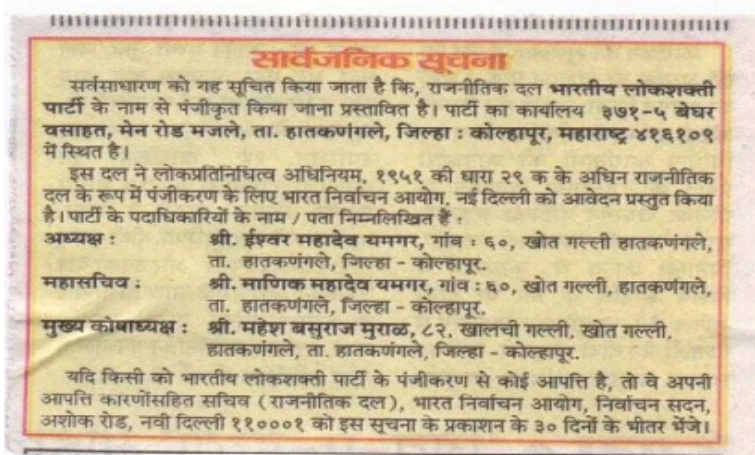 सार्वजनिक सूचना
सर्वसाधारण को यह सूचित किया जाता है कि, राजनीतिक दल भारतीय लोकशक्ती
पार्टी के नाम से पंजीकृत किया जाना प्रस्तावित है। पार्टी का कार्यालय ३७१-५ बेघर
वसाहत, मेन रोड मजले, ता. हातकणंगले, जिल्हा : कोल्हापूर, महाराष्ट्र ४१६१०९
में स्थित है।
इस दल ने लोकप्रतिनिधित्व अधिनियम, १९५१ की धारा २९ क के अधिन राजनीतिक
दल के रूप में पंजीकरण के लिए भारत निर्वाचन आयोग, नई दिल्ली को आवेदन प्रस्तुत किया
है। पार्टी के पदाधिकारियों के नाम / पता निम्नलिखित हैं :
अध्यक्ष : श्री. ईश्वर महादेव यमगर, गांव : ६०, खोत गल्ली हातकणंगले,
ता. हातकणंगले, जिल्हा - कोल्हापूर.
महासचिव : श्री. माणिक महादेव यमगर, गांव : ६०, खोत गल्ली, हातकणंगले,
ता. हातकणंगले, जिल्हा - कोल्हापूर.
मुख्य कोषाध्यक्ष : श्री. महेश बसुराज मुराळ, ८२, खालची गल्ली, खोत गल्ली,
हातकणंगले, ता. हातकणंगले, जिल्हा - कोल्हापूर.
यदि किसी को भारतीय लोकशक्ती पार्टी के पंजीकरण से कोई आपत्ति है, तो वे अपनी
आपत्ति कारणोंसहित सचिव (राजनीतिक दल), भारत निर्वाचन आयोग, निर्वाचन सदन,
अशोक रोड, नवी दिल्ली ११०००१ को इस सूचना के प्रकाशन के ३० दिनों के भीतर भेंजे।